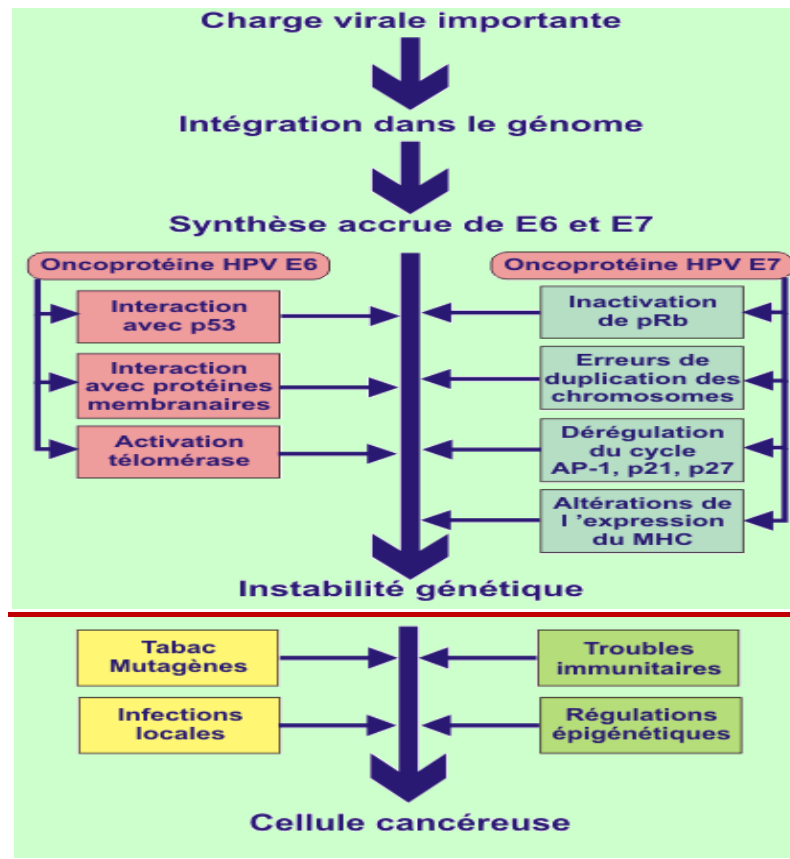 Charge virale importante
Intégration dans le génome
Synthèse accrue de E6 et E7
Oncoprotéine HPV E6
Interaction
avec p53
Interaction
avec protéines
membranaires
Activation
télomérase
Oncoprotéine HPV E7
Inactivation
de pRb
Erreurs de
duplication des
chromosomes
Dérégulation
du cycle
AP-1, p21, p27
Altérations de
l ’expression
du MHC
Instabilité génétique
Tabac
Mutagènes
Infections
locales
Troubles
immunitaires
Régulations
épigénétiques
Cellule cancéreuse